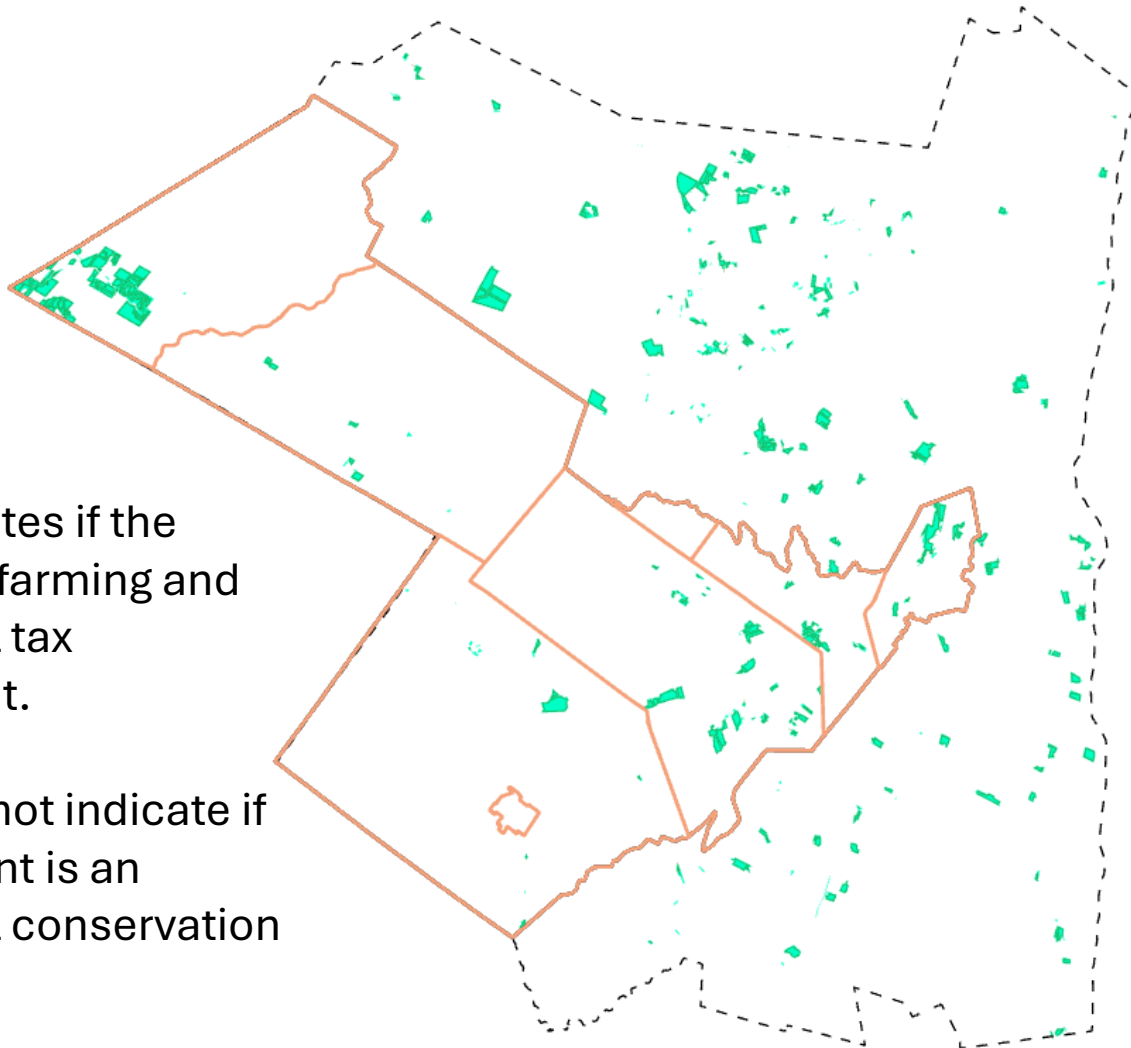 tes if the
farming and
tax
t.
not indicate if
nt is an
conservation